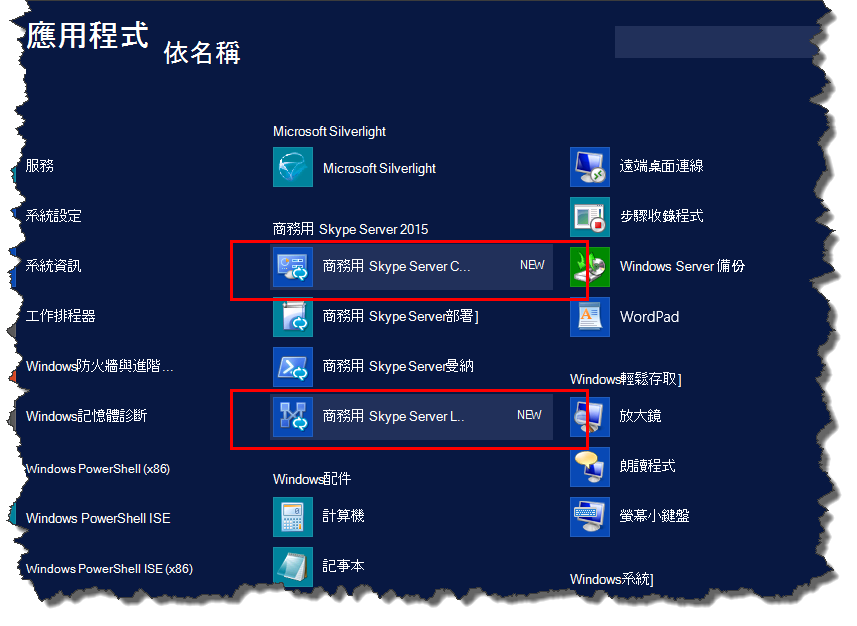 應用程式 依名稱
服務
系統設定
系統資訊
工作排程器
Windows防火牆與進階...
Windows記憶體診斷
Windows PowerShell (x86)
Windows PowerShell ISE
Windows PowerShell ISE (x86)
Microsoft Silverlight
Microsoft Silverlight
商務用 Skype Server 2015
商務用 Skype Server C... NEW
商務用 Skype Server部署]
商務用 Skype Server曼納
商務用 Skype Server L.. NEW
Windows配件
計算機
記事本
遠端桌面連線
步驟收錄程式
Windows Server 備份
WordPad
Windows輕鬆存取]
放大鏡
朗讀程式
螢幕小鍵盤
Windows系統]